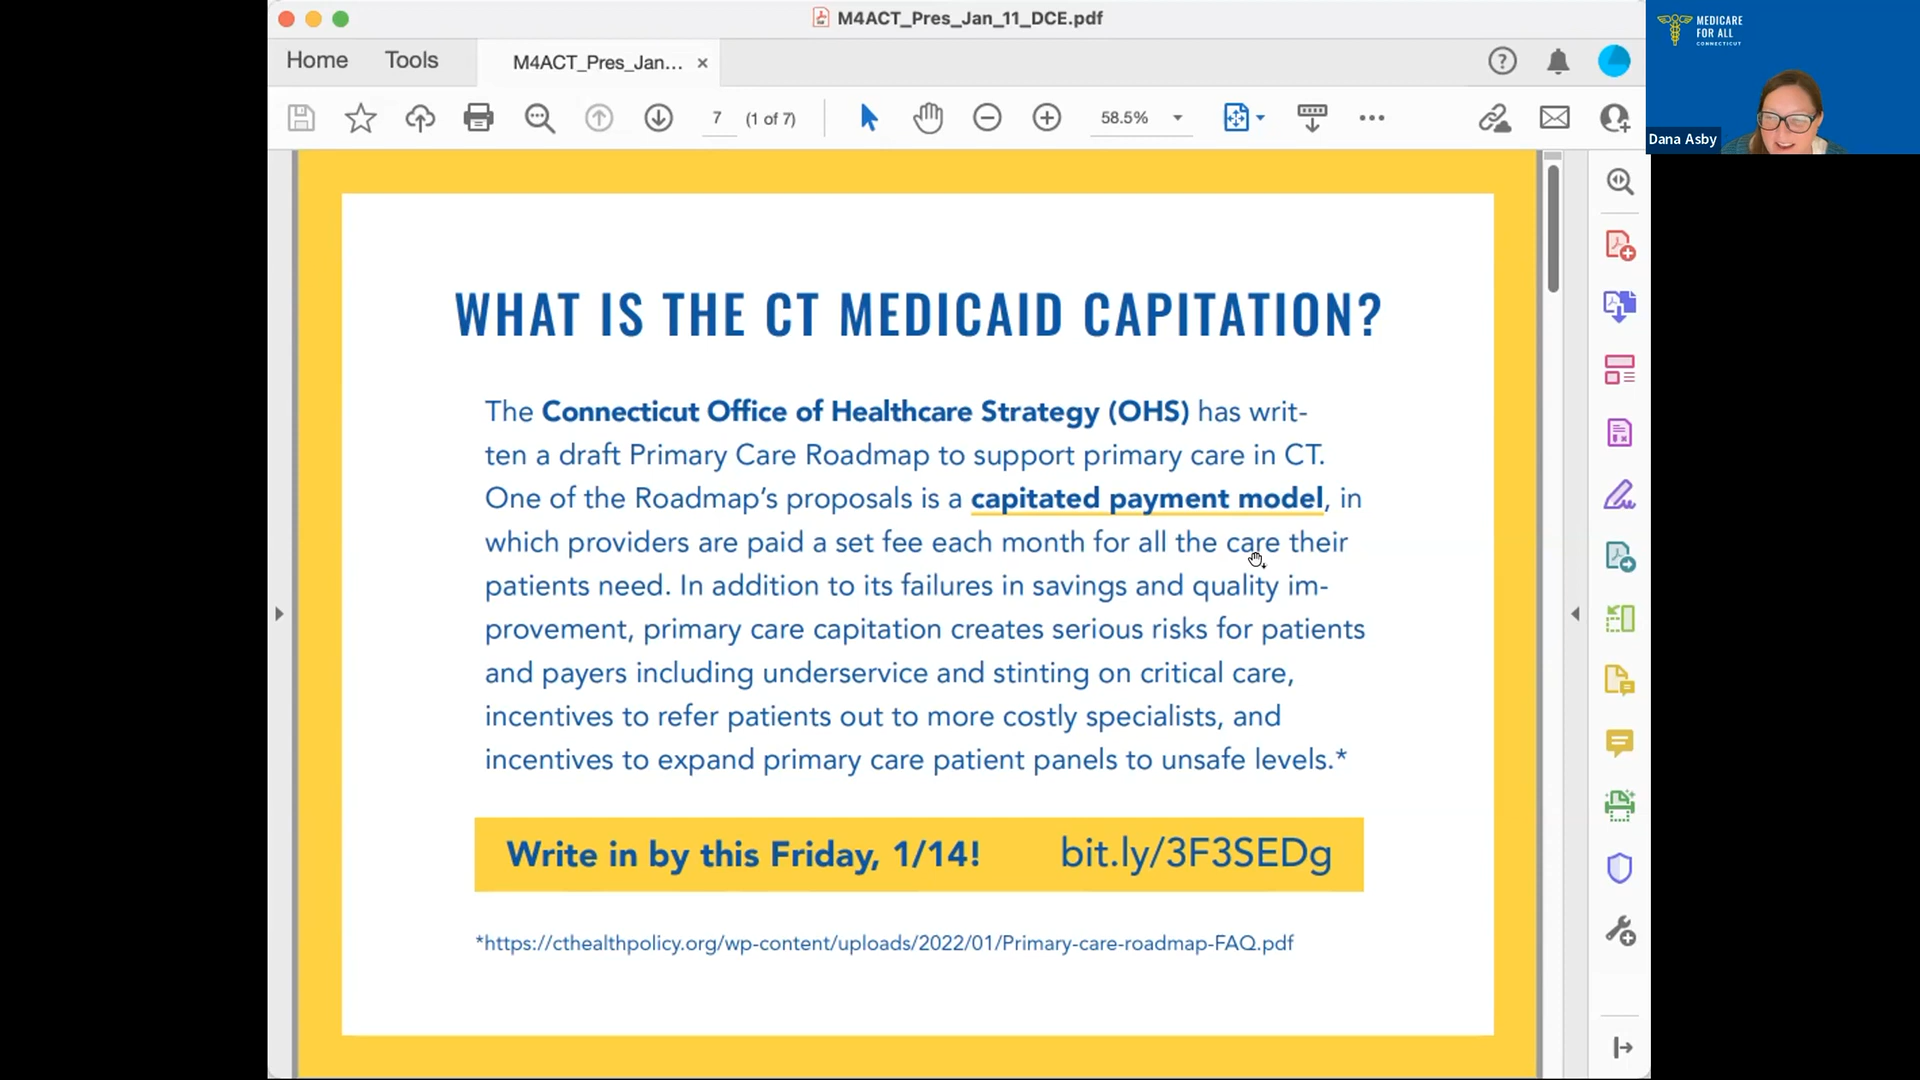 M4ACT_Pres_Jan_11_DCE.pdf
Home Tools M4ACT_Pres_Jan... ×
7 (1 of 7) 58.5%
MEDICARE
FOR ALL
CONNECTICUT
Dana Asby
WHAT IS THE CT MEDICAID CAPITATION?
The Connecticut Office of Healthcare Strategy (OHS) has writ-
ten a draft Primary Care Roadmap to support primary care in CT.
One of the Roadmap’s proposals is a capitated payment model, in
which providers are paid a set fee each month for all the care their
patients need. In addition to its failures in savings and quality im-
provement, primary care capitation creates serious risks for patients
and payers including underservice and stinting on critical care,
incentives to refer patients out to more costly specialists, and
incentives to expand primary care patient panels to unsafe levels.*
Write in by this Friday, 1/14! bit.ly/3F3SEDg
*https://cthealthpolicy.org/wp-content/uploads/2022/01/Primary-care-roadmap-FAQ.pdf